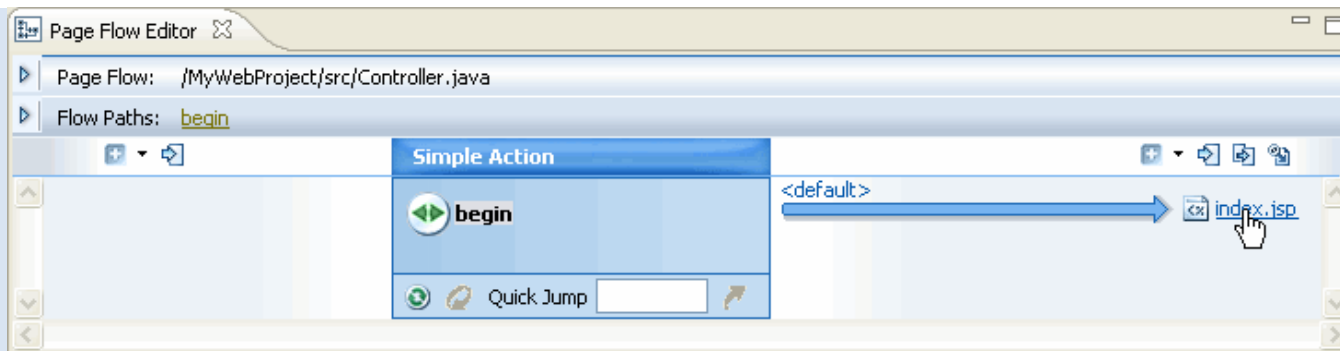 Page Flow Editor
Page Flow: /MyWebProject/src/Controller.java
Flow Paths: begin
Simple Action
<default>
begin
index.jsp
Quick Jump